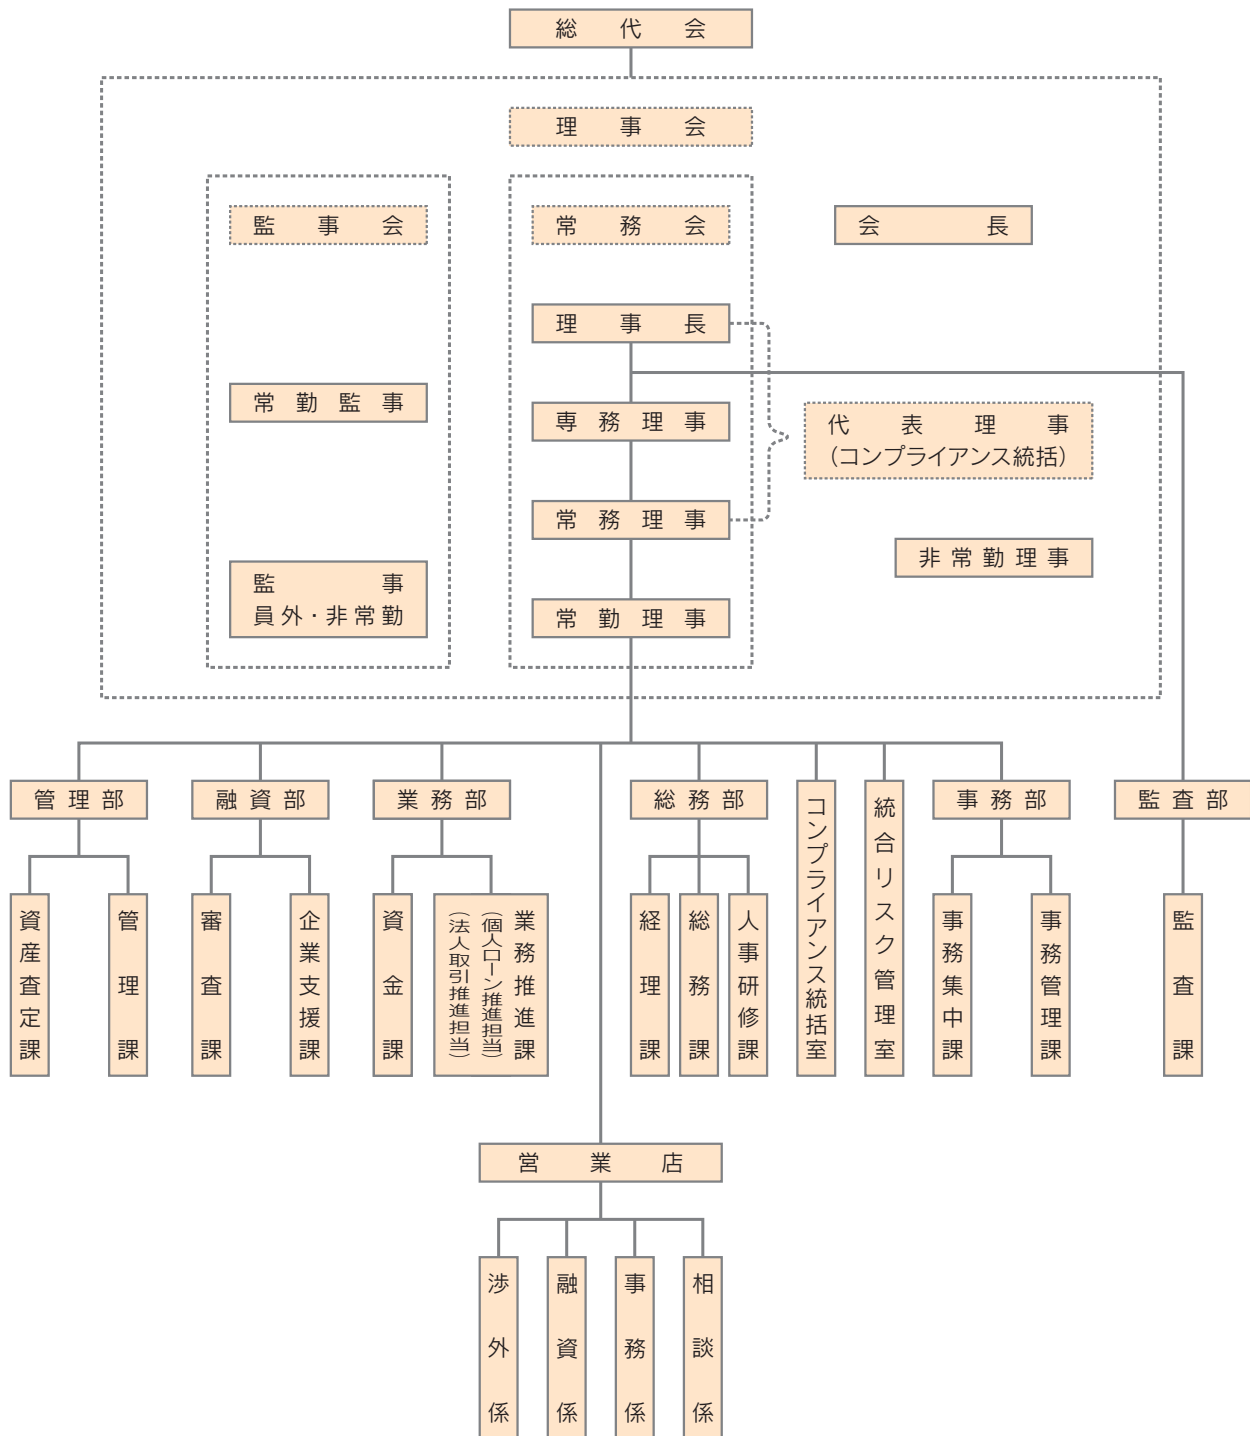 総代会
理事会
監事会
常務会
会長
理事長
常勤監事
専務理事
代表理事
（コンプライアンス統括）
常務理事
非常勤理事
監事
員外・非常勤
常勤理事
管理部
融資部
業務部
総務部
コンプライアンス統括室
統合リスク管理室
事務部
監査部
資産査定課
管理課
審査課
企業支援課
資金課
業務推進課
（個人ローン推進担当）
（法人取引推進担当）
経理課
総務課
人事研修課
事務集中課
事務管理課
監査課
営業店
渉外係
融資係
事務係
相談係